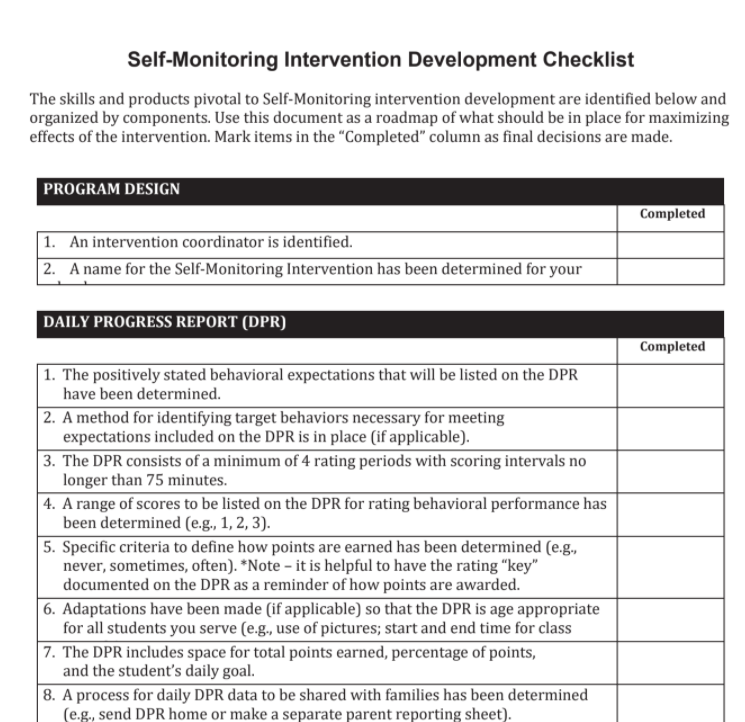 Self-Monitoring Intervention Development Checklist
The skills and products pivotal to Self-Monitoring intervention development are identified below and
organized by components. Use this document as a roadmap of what should be in place for maximizing
effects of the intervention. Mark items in the “Completed” column as final decisions are made.
PROGRAM DESIGN
Completed
1. An intervention coordinator is identified.
2. A name for the Self-Monitoring Intervention has been determined for your
DAILY PROGRESS REPORT (DPR)
Completed
1. The positively stated behavioral expectations that will be listed on the DPR
have been determined.
2. A method for identifying target behaviors necessary for meeting
expectations included on the DPR is in place (if applicable).
3. The DPR consists of a minimum of 4 rating periods with scoring intervals no
longer than 75 minutes.
4. A range of scores to be listed on the DPR for rating behavioral performance has
been determined (e.g., 1, 2, 3).
5. Specific criteria to define how points are earned has been determined (e.g.,
never, sometimes, often). *Note – it is helpful to have the rating “key”
documented on the DPR as a reminder of how points are awarded.
6. Adaptations have been made (if applicable) so that the DPR is age appropriate
for all students you serve (e.g., use of pictures; start and end time for class
7. The DPR includes space for total points earned, percentage of points,
and the student’s daily goal.
8. A process for daily DPR data to be shared with families has been determined
(e.g., send DPR home or make a separate parent reporting sheet).